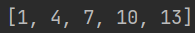 [1, 4, 7, 10, 13]